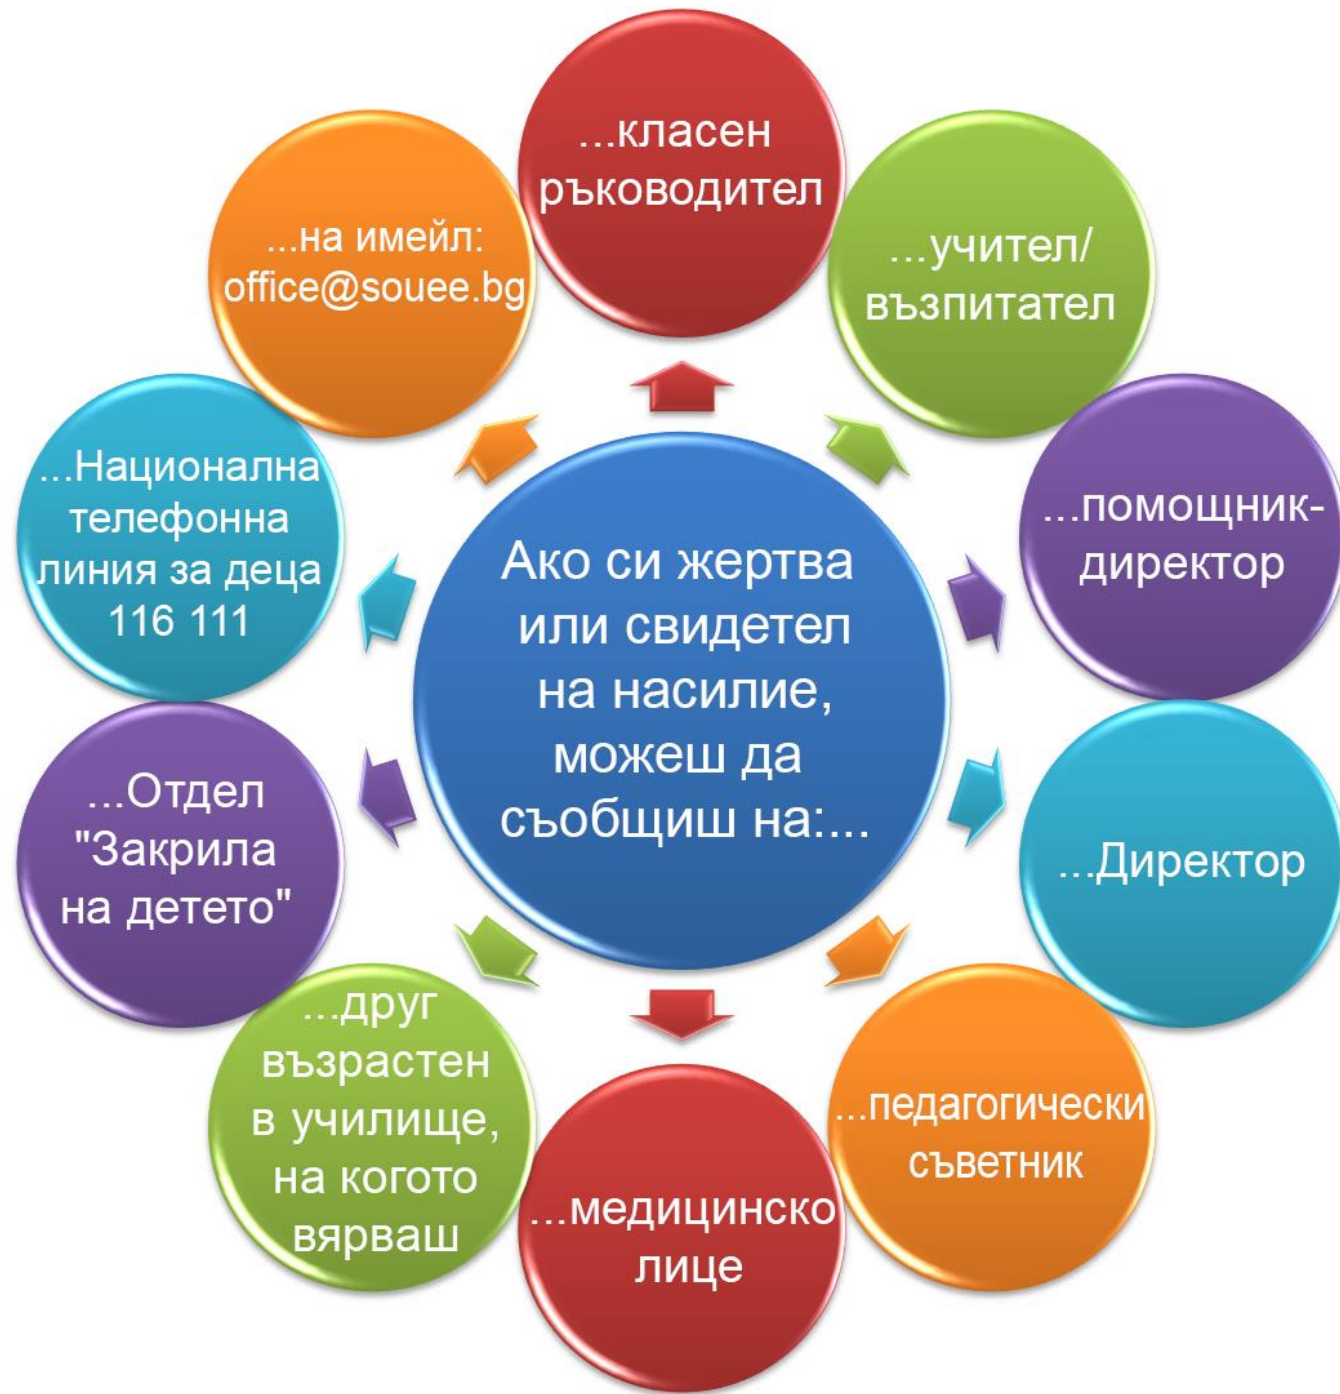 Ако си жертва
или свидетел
на насилие,
можеш да
съобщиш на:...
...класен
ръководител
...учител/
възпитател
...помощник-
директор
...Директор
...педагогически
съветник
...медицинско
лице
...друг
възрастен
в училище,
на когото
вярваш
...Отдел
"Закрила
на детето"
...Национална
телефонна
линия за деца
116 111
...на имейл:
office@souee.bg